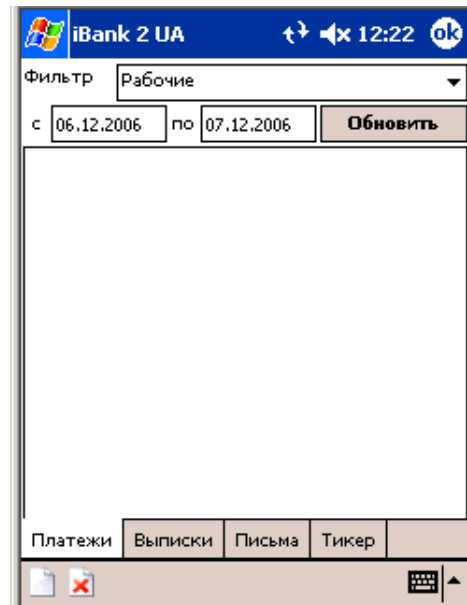 iBank 2 UA 12:22 ok
Фильтр Рабочие
с 06.12.2006 по 07.12.2006 Обновить
Платежи Выписки Письма Тикер